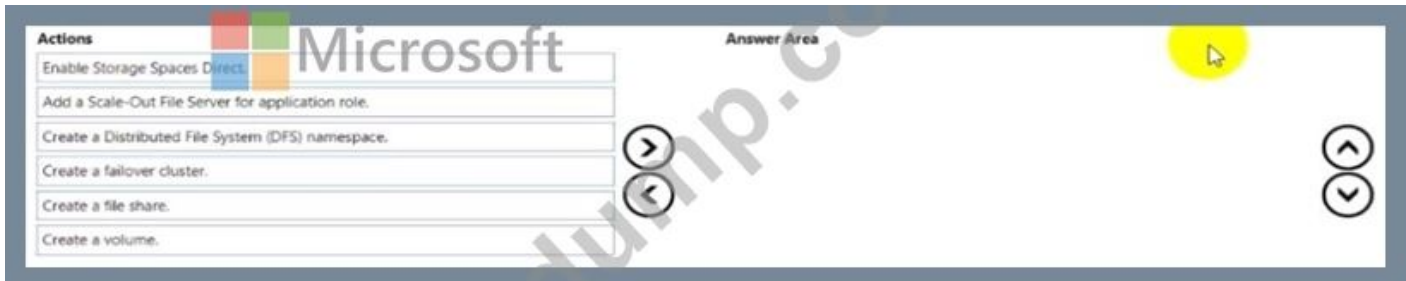 Microsoft
Actions
Answer Area
Enable Storage Spaces Direct.
Add a Scale-Out File Server for application role.
Create a Distributed File System (DFS) namespace.
Create a failover cluster.
Create a file share.
Create a volume.